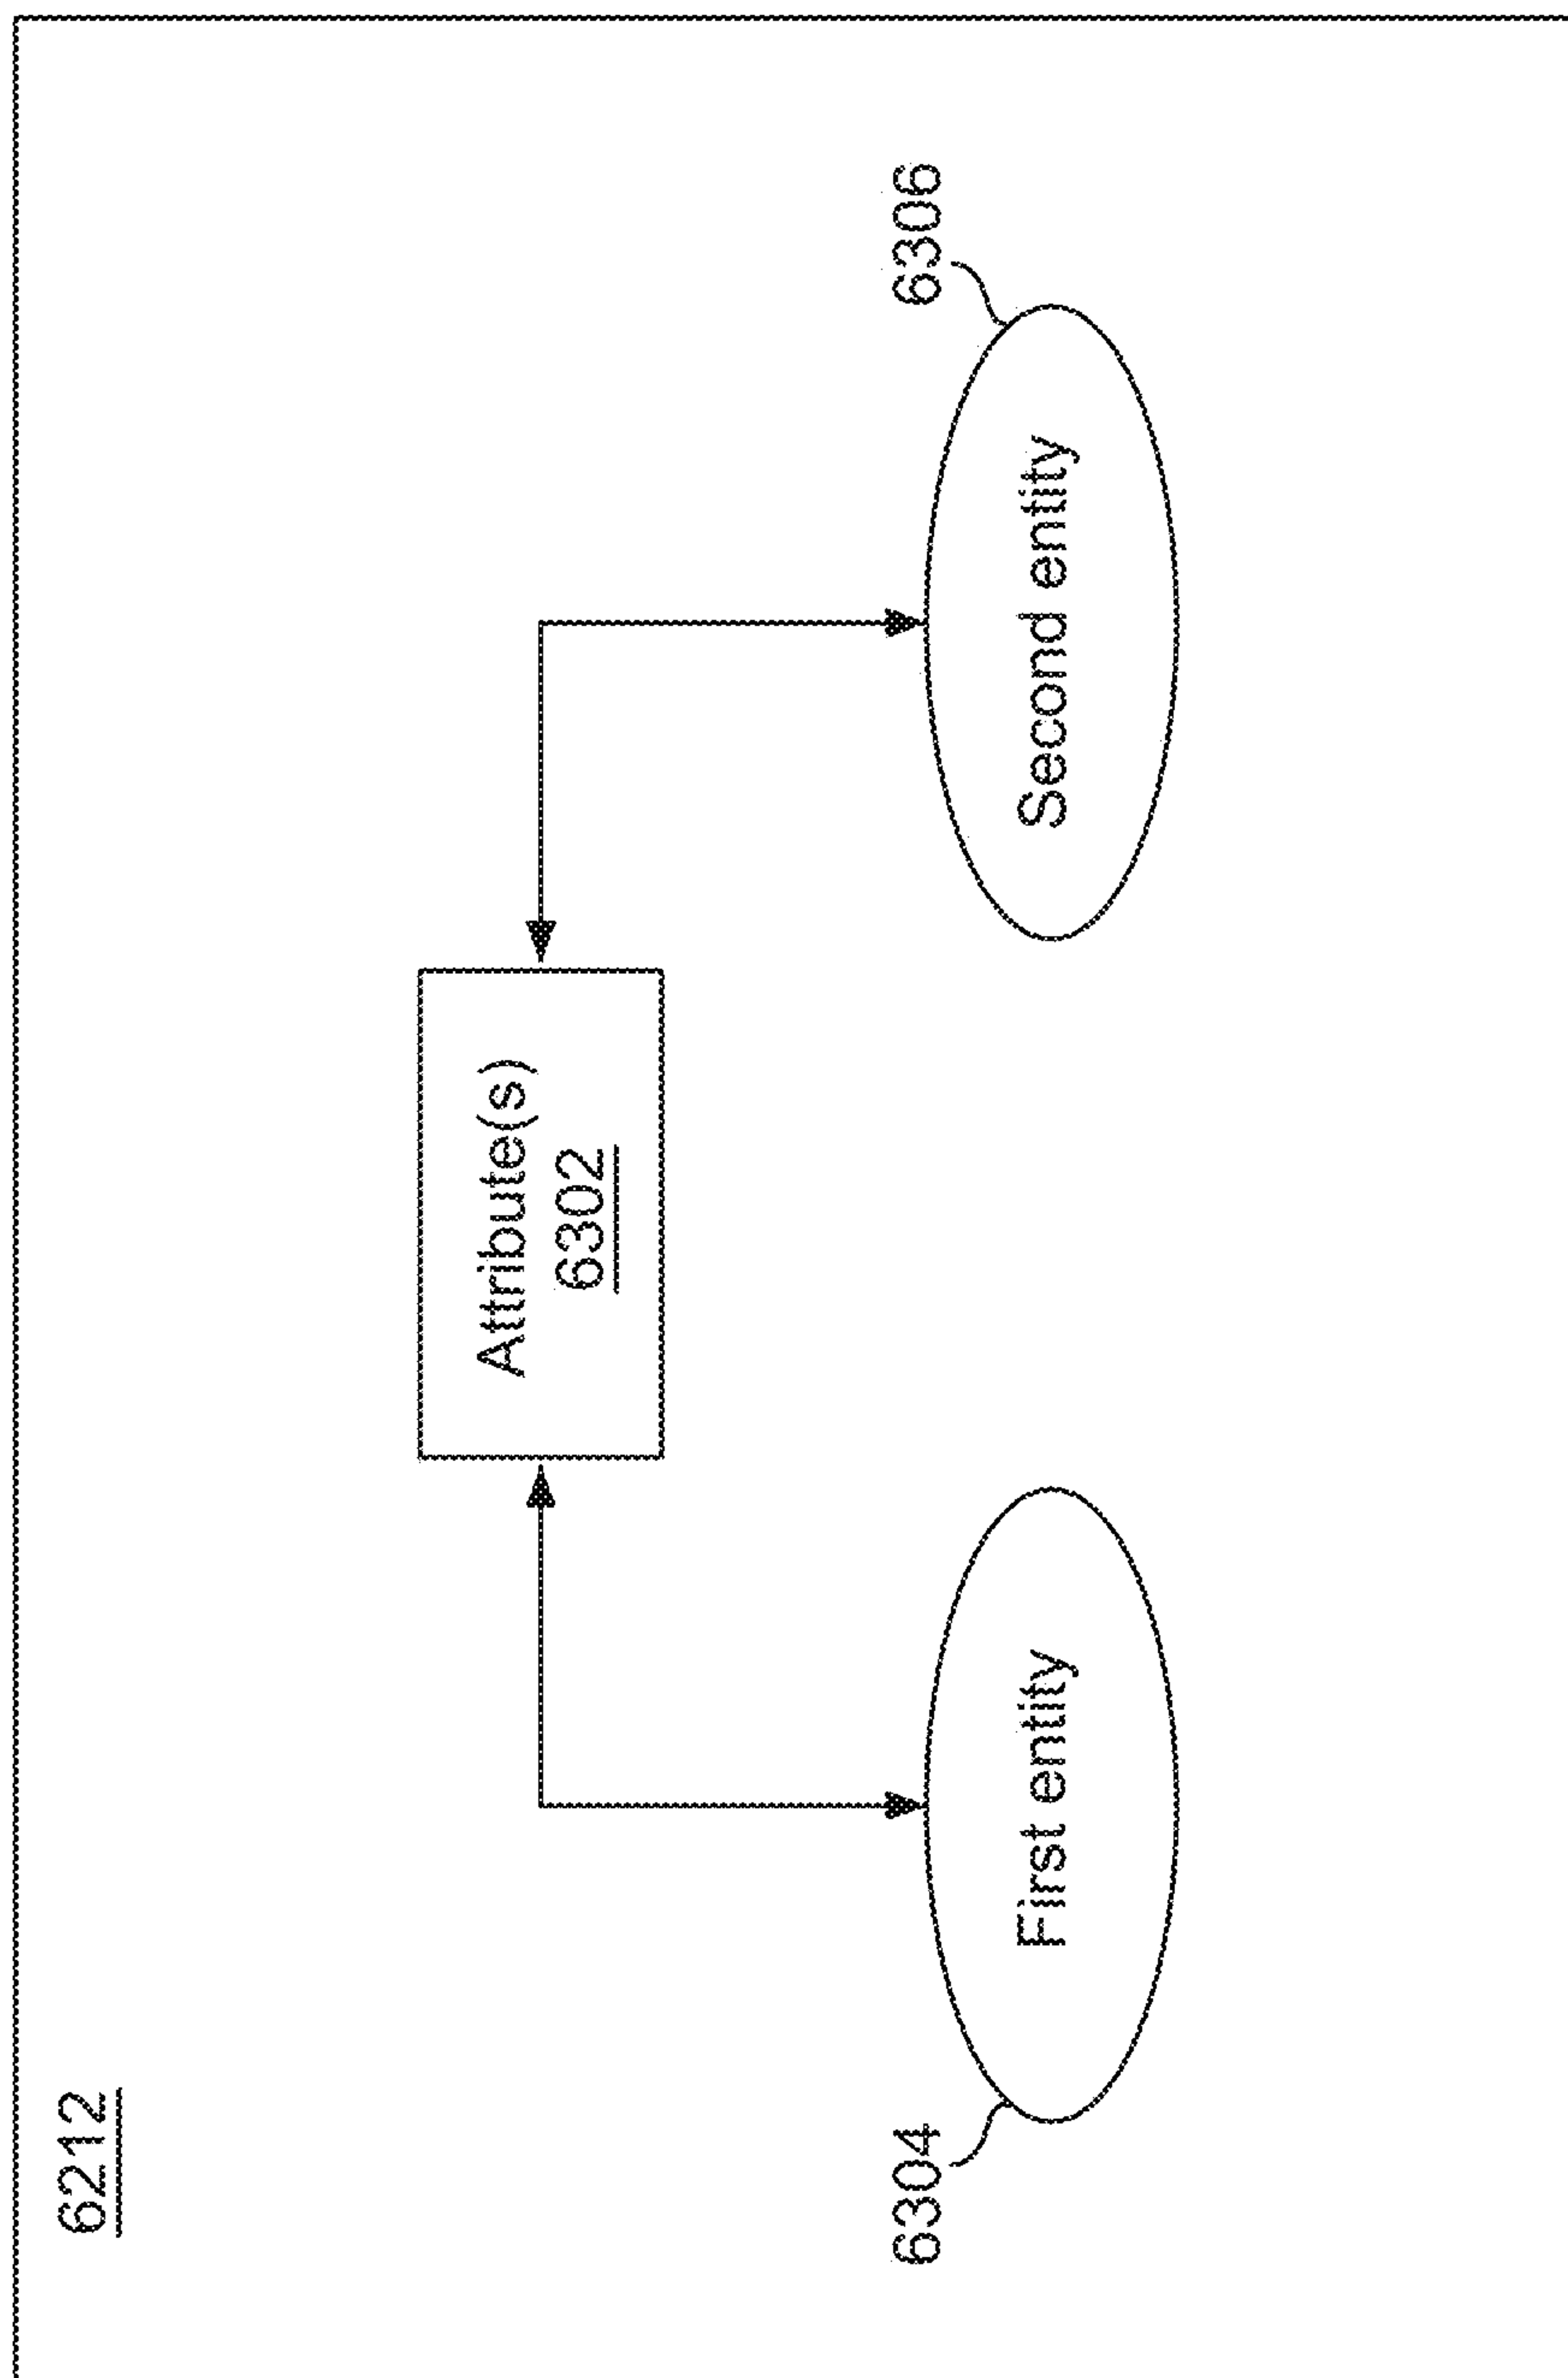 6212
Attribute(s)
6302
6304
First entity
6306
Second entity